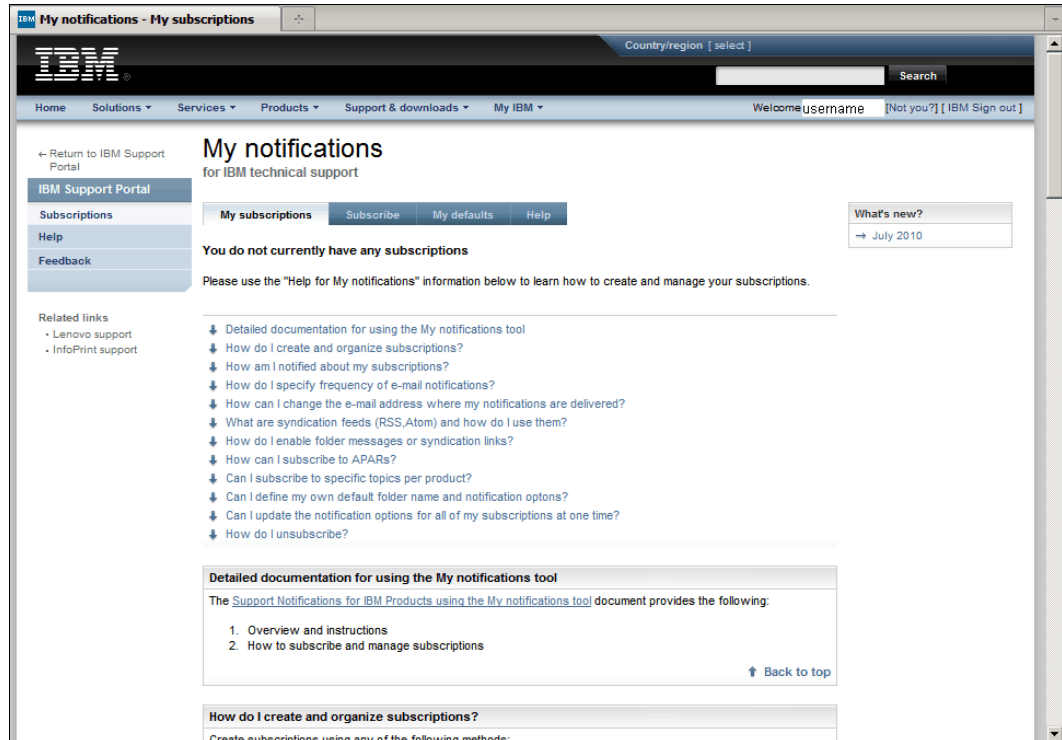 IBM My notifications - My subscriptions
Country/region [ select ]
IBM ®
Search
Home Solutions Services Products Support & downloads My IBM Welcome username [Not you?] [ IBM Sign out ]
← Return to IBM Support Portal
IBM Support Portal
Subscriptions
Help
Feedback
Related links
• Lenovo support
• InfoPrint support
My notifications
for IBM technical support
My subscriptions Subscribe My defaults Help
You do not currently have any subscriptions
Please use the "Help for My notifications" information below to learn how to create and manage your subscriptions.
Detailed documentation for using the My notifications tool
How do I create and organize subscriptions?
How am I notified about my subscriptions?
How do I specify frequency of e-mail notifications?
How can I change the e-mail address where my notifications are delivered?
What are syndication feeds (RSS,Atom) and how do I use them?
How do I enable folder messages or syndication links?
How can I subscribe to APARs?
Can I subscribe to specific topics per product?
Can I define my own default folder name and notification optons?
Can I update the notification options for all of my subscriptions at one time?
How do I unsubscribe?
Detailed documentation for using the My notifications tool
The Support Notifications for IBM Products using the My notifications tool document provides the following:
1. Overview and instructions
2. How to subscribe and manage subscriptions
Back to top
How do I create and organize subscriptions?
Create subscriptions using any of the following methods:
What's new?
→ July 2010